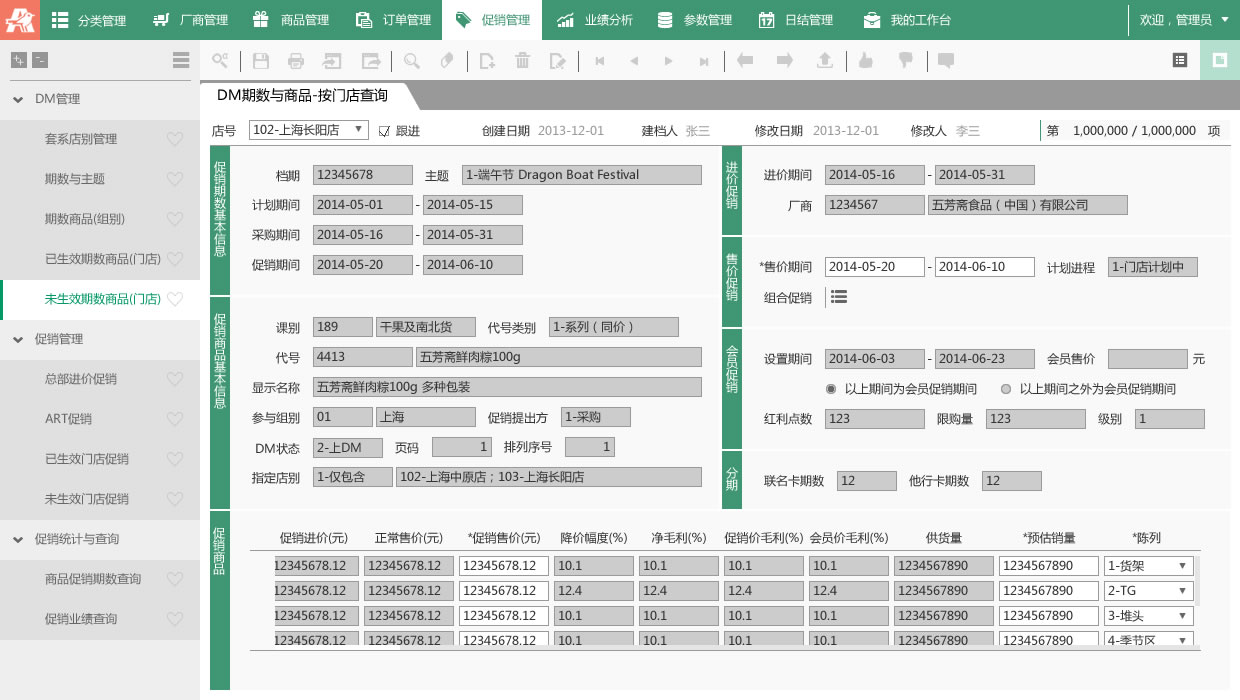 分类管理 厂商管理 商品管理 订单管理 促销管理 业绩分析 参数管理 日结管理 我的工作台 欢迎，管理员
DM管理
套系店别管理
期数与主题
期数商品(组别)
已生效期数商品(门店)
未生效期数商品(门店)
促销管理
总部进价促销
ART促销
已生效门店促销
未生效门店促销
促销统计与查询
商品促销期数查询
促销业绩查询
DM期数与商品-按门店查询
店号 102-上海长阳店 跟进 创建日期 2013-12-01 建档人 张三 修改日期 2013-12-01 修改人 李三 第 1,000,000 / 1,000,000 项
促销期数基本信息
档期 12345678 主题 1-端午节 Dragon Boat Festival
计划期间 2014-05-01 - 2014-05-15
采购期间 2014-05-16 - 2014-05-31
促销期间 2014-05-20 - 2014-06-10
促销商品基本信息
课别 189 干果及南北货 代号类别 1-系列（同价）
代号 4413 五芳斋鲜肉粽100g
显示名称 五芳斋鲜肉粽100g 多种包装
参与组别 01 上海 促销提出方 1-采购
DM状态 2-上DM 页码 1 排列序号 1
指定店别 1-仅包含 102-上海中原店；103-上海长阳店
进价促销
进价期间 2014-05-16 - 2014-05-31
厂商 1234567 五芳斋食品（中国）有限公司
售价促销
*售价期间 2014-05-20 - 2014-06-10 计划进程 1-门店计划中
组合促销
会员促销
设置期间 2014-06-03 - 2014-06-23 会员售价 元
以上期间为会员促销期间 以上期间之外为会员促销期间
红利点数 123 限购量 123 级别 1
分期
联名卡期数 12 他行卡期数 12
促销商品
促销进价(元) 正常售价(元) *促销售价(元) 降价幅度(%) 净毛利(%) 促销价毛利(%) 会员价毛利(%) 供货量 *预估销量 *陈列
12345678.12 12345678.12 12345678.12 10.1 10.1 10.1 10.1 1234567890 1234567890 1-货架
12345678.12 12345678.12 12345678.12 12.4 12.4 12.4 12.4 1234567890 1234567890 2-TG
12345678.12 12345678.12 12345678.12 10.1 10.1 10.1 10.1 1234567890 1234567890 3-堆头
12345678.12 12345678.12 12345678.12 10.1 10.1 10.1 10.1 1234567890 1234567890 4-季节区